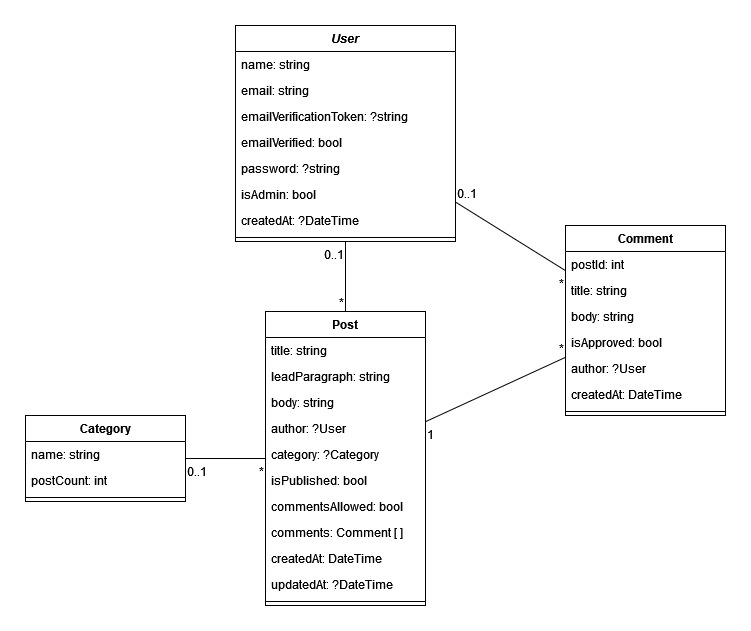 User
name: string
email: string
emailVerificationToken: ?string
emailVerified: bool
password: ?string
isAdmin: bool
createdAt: ?DateTime
0..1
0..1
*
*
Comment
postId: int
title: string
body: string
isApproved: bool
author: ?User
createdAt: DateTime
*
1
Post
title: string
leadParagraph: string
body: string
author: ?User
category: ?Category
isPublished: bool
commentsAllowed: bool
comments: Comment [ ]
createdAt: DateTime
updatedAt: ?DateTime
Category
name: string
postCount: int
0..1
*